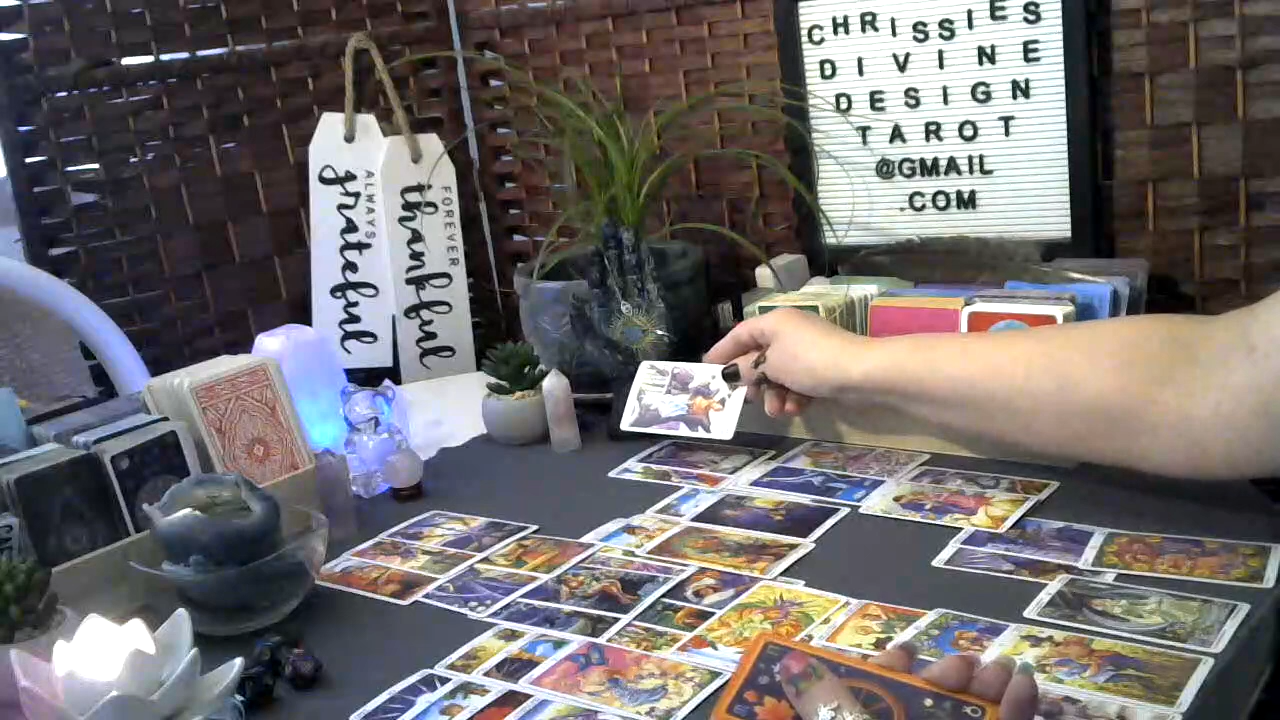 CHRISSIES
DIVINE
DESIGN
TAROT
@GMAIL
.COM
ALWAYS
grateful
FOREVER
thankful